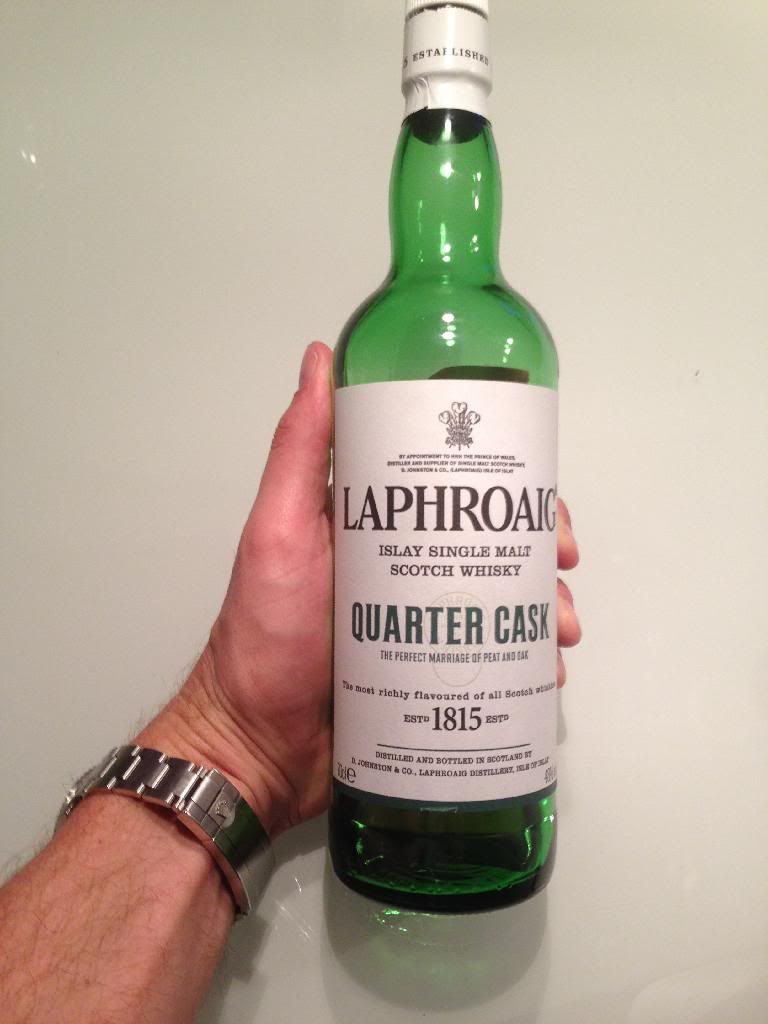 ESTABLISHED
BY APPOINTMENT TO HRH THE PRINCE OF WALES,
DISTILLER AND SUPPLIER OF SINGLE MALT SCOTCH WHISKY,
D. JOHNSTON & CO., (LAPHROAIG) ISLE OF ISLAY
LAPHROAIG
ISLAY SINGLE MALT
SCOTCH WHISKY
QUARTER CASK
THE PERFECT MARRIAGE OF PEAT AND OAK
The most richly flavoured of all Scotch whiskies
ESTD 1815 ESTD
DISTILLED AND BOTTLED IN SCOTLAND BY
D. JOHNSTON & CO., LAPHROAIG DISTILLERY, ISLE OF ISLAY
70cl e